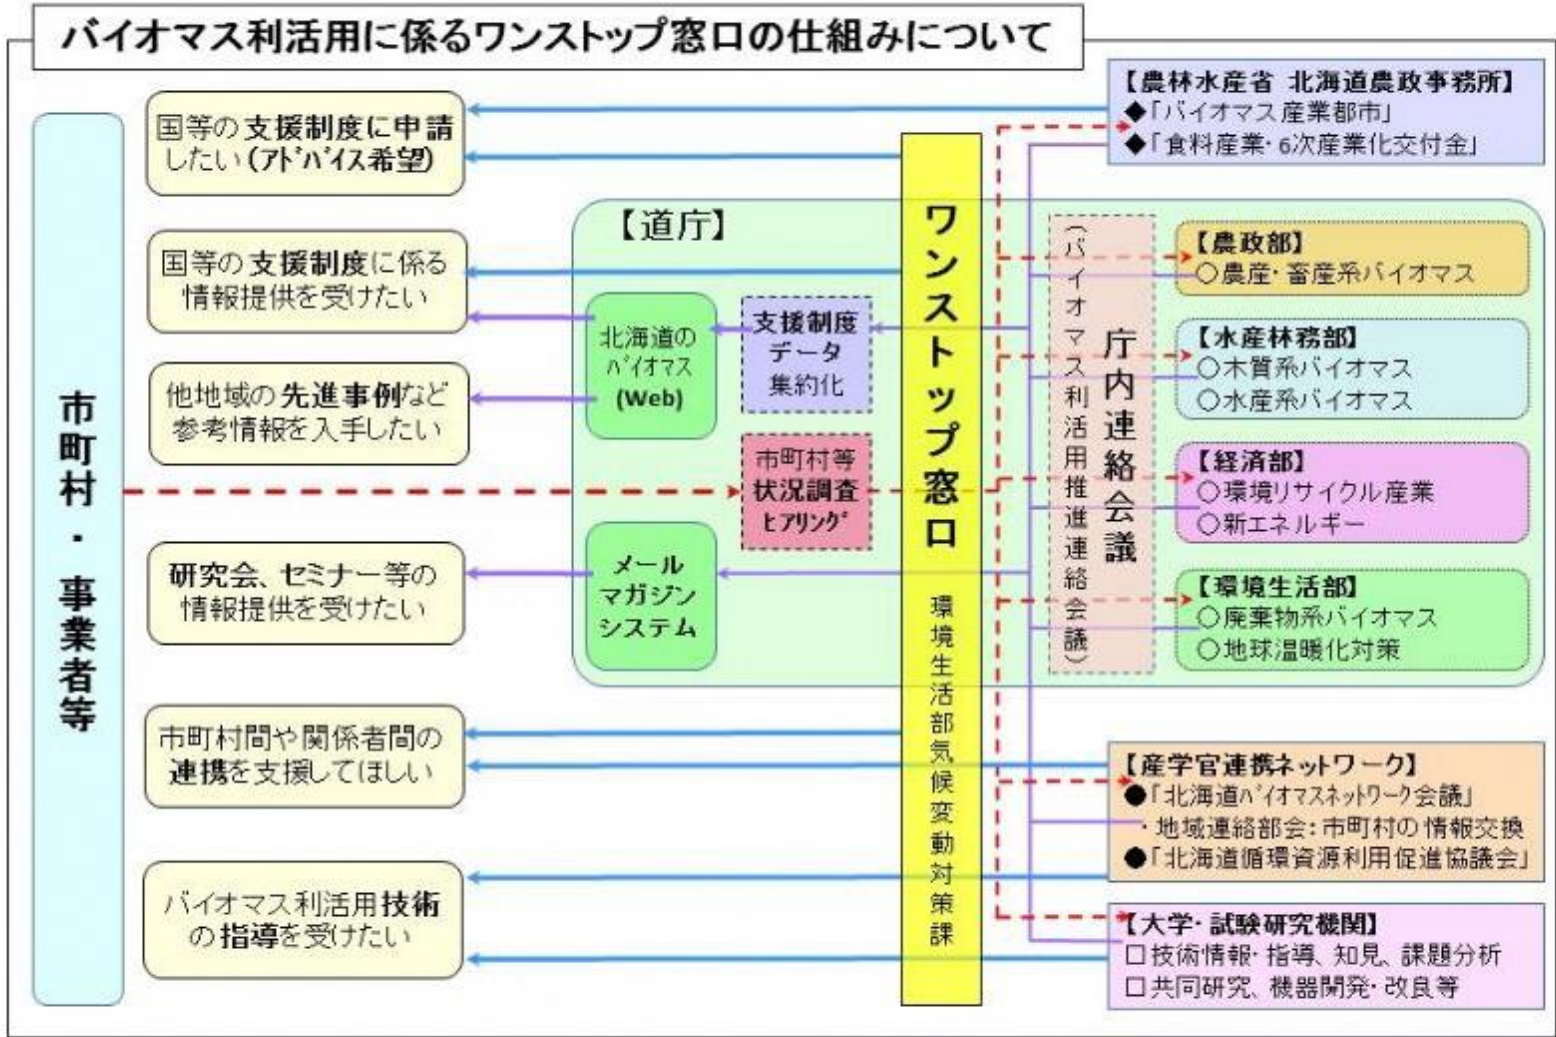 バイオマス利活用に係るワンストップ窓口の仕組みについて
市町村・事業者等
国等の支援制度に申請
したい(アドバイス希望)
国等の支援制度に係る
情報提供を受けたい
他地域の先進事例など
参考情報を入手したい
研究会、セミナー等の
情報提供を受けたい
市町村間や関係者間の
連携を支援してほしい
バイオマス利活用技術
の指導を受けたい
【道庁】
北海道の
バイオマス
(Web)
支援制度
データ
集約化
市町村等
状況調査
ヒアリング
メール
マガジン
システム
ワンストップ窓口 環境生活部気候変動対策課
庁内連絡会議
(バイオマス利活用推進連絡会議)
【農林水産省 北海道農政事務所】
◆「バイオマス産業都市」
◆「食料産業・6次産業化交付金」
【農政部】
○農産・畜産系バイオマス
【水産林務部】
○木質系バイオマス
○水産系バイオマス
【経済部】
○環境リサイクル産業
○新エネルギー
【環境生活部】
○廃棄物系バイオマス
○地球温暖化対策
【産学官連携ネットワーク】
●「北海道バイオマスネットワーク会議」
・地域連絡部会:市町村の情報交換
●「北海道循環資源利用促進協議会」
【大学・試験研究機関】
□技術情報・指導、知見、課題分析
□共同研究、機器開発・改良等